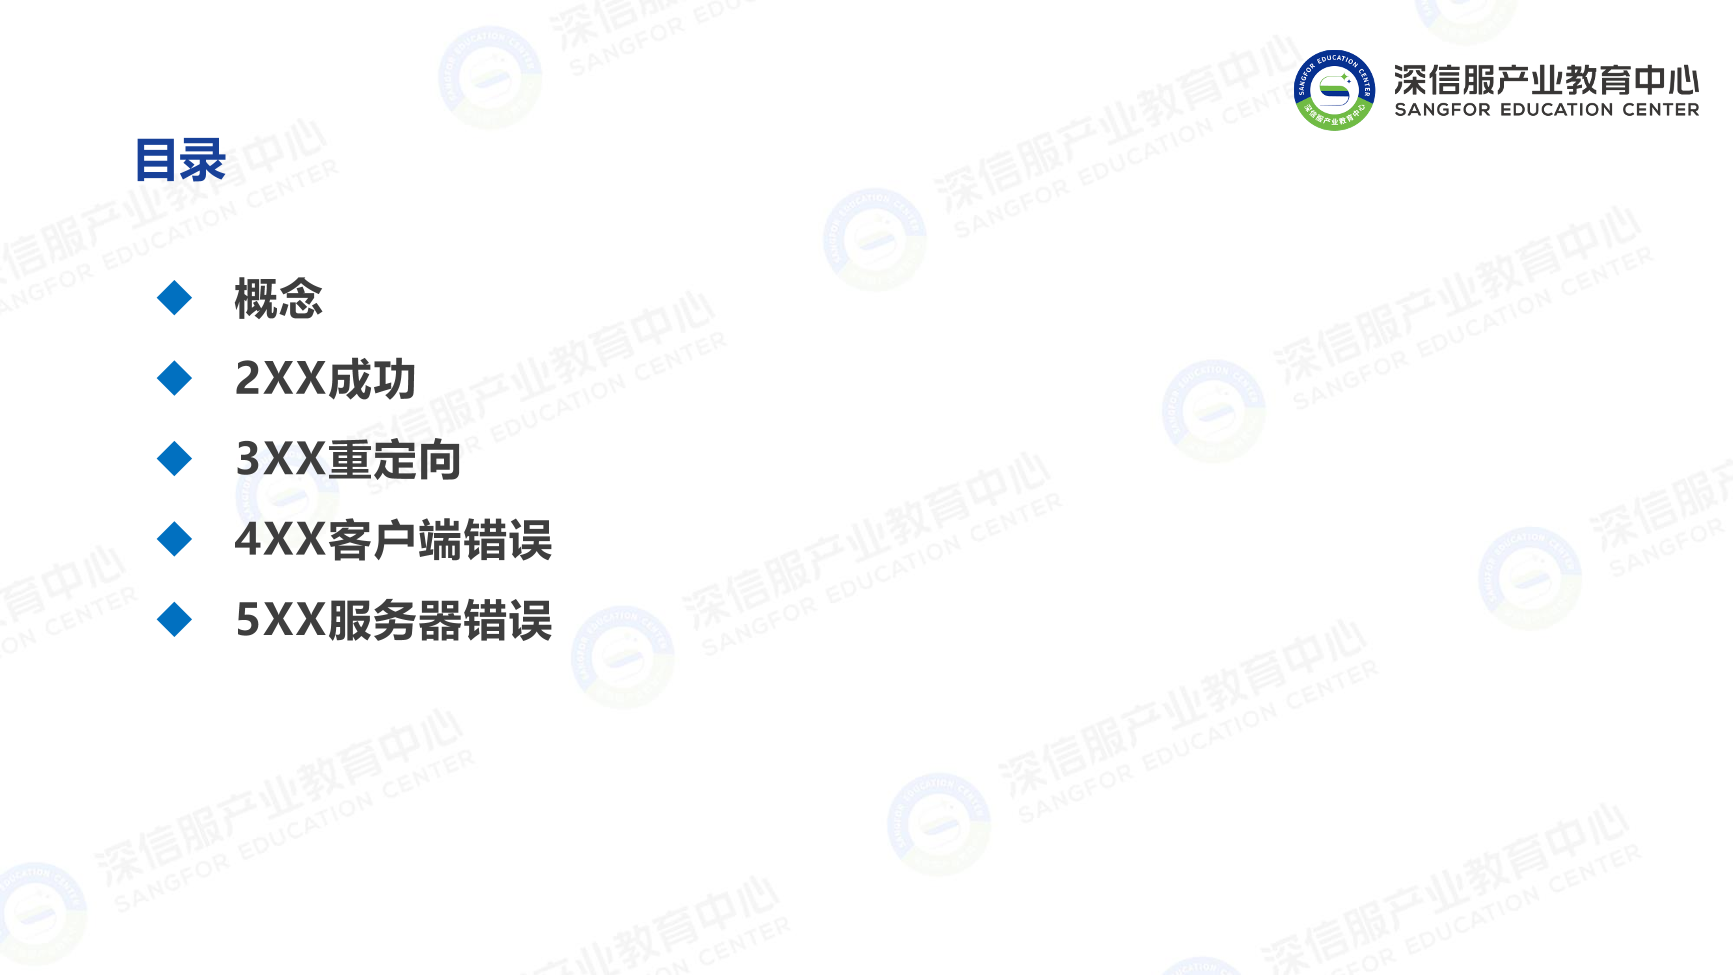 深信服产业教育中心
SANGFOR EDUCATION CENTER
目录
概念
2XX成功
3XX重定向
4XX客户端错误
5XX服务器错误